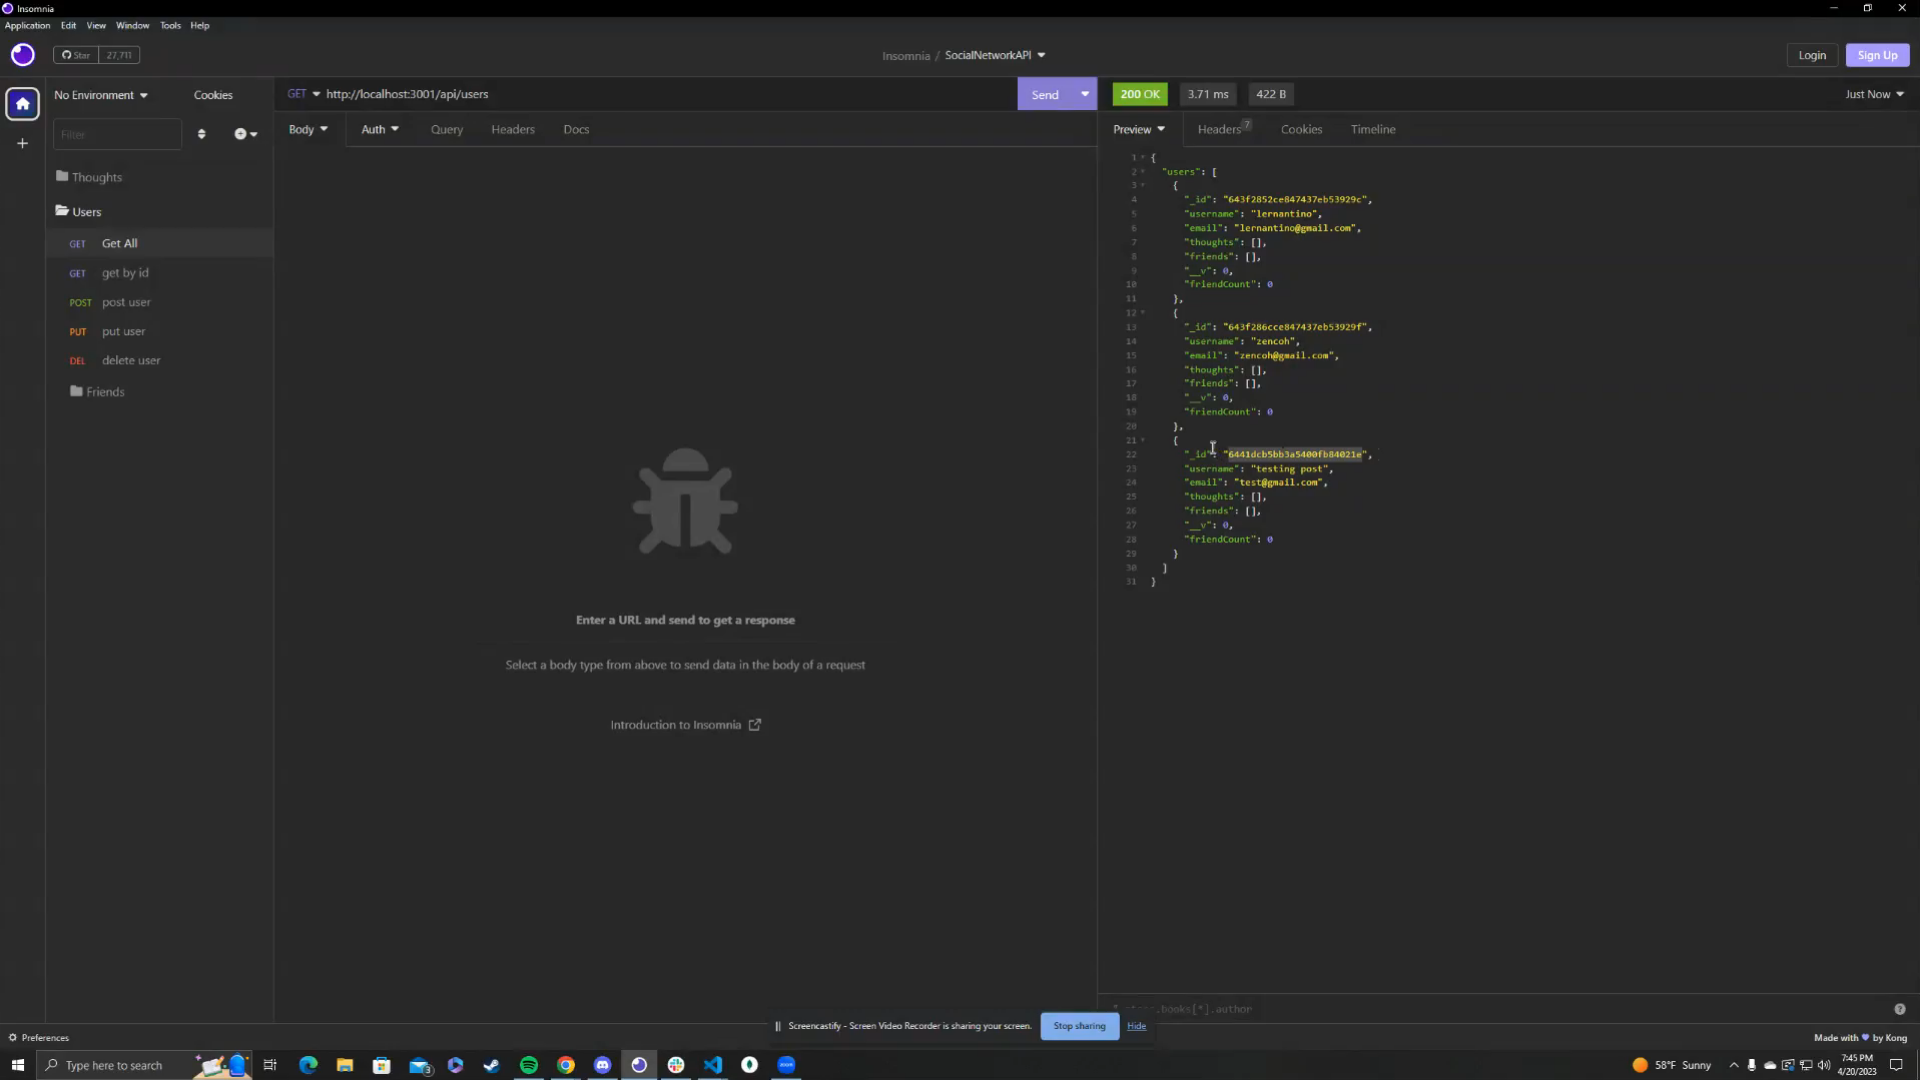 Insomnia
Application Edit View Window Tools Help
Star 27,711
Insomnia / SocialNetworkAPI
Login Sign Up
No Environment Cookies
GET http://localhost:3001/api/users
Send
200 OK 3.71 ms 422 B
Just Now
Filter
Body Auth Query Headers Docs
Preview Headers 7 Cookies Timeline
Thoughts
Users
GET Get All
GET get by id
POST post user
PUT put user
DEL delete user
Friends
Enter a URL and send to get a response
Select a body type from above to send data in the body of a request
Introduction to Insomnia
1 {
2 "users": [
3 {
4 "_id": "643f2852ce847437eb53929c",
5 "username": "lernantino",
6 "email": "lernantino@gmail.com",
7 "thoughts": [],
8 "friends": [],
9 "__v": 0,
10 "friendCount": 0
11 },
12 {
13 "_id": "643f286cce847437eb53929f",
14 "username": "zencoh",
15 "email": "zencoh@gmail.com",
16 "thoughts": [],
17 "friends": [],
18 "__v": 0,
19 "friendCount": 0
20 },
21 {
22 "_id": "6441dcb5bb3a5400fb84021e",
23 "username": "testing post",
24 "email": "test@gmail.com",
25 "thoughts": [],
26 "friends": [],
27 "__v": 0,
28 "friendCount": 0
29 }
30 ]
31 }
.books[*].author
Screencastify - Screen Video Recorder is sharing your screen. Stop sharing Hide
Preferences
Made with by Kong
Type here to search
3
58°F Sunny
7:45 PM
4/20/2023